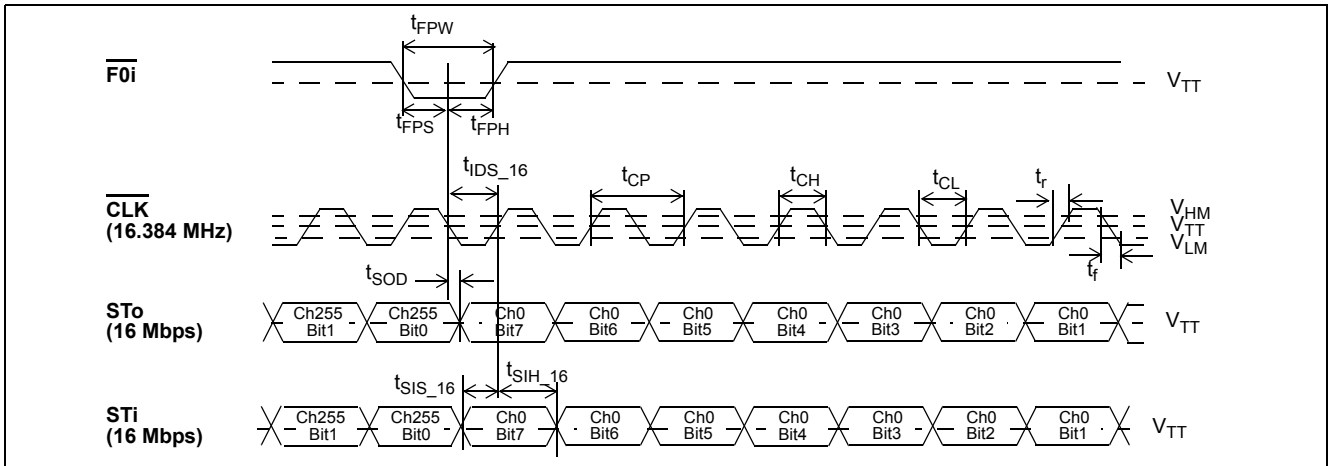 tFPW
F0i
VTT
tFPS
tFPH
tIDS_16
tCP
tCH
tCL
tr
CLK
(16.384 MHz)
VHM
VTT
VLM
tf
tSOD
STo
(16 Mbps)
Ch255
Bit1
Ch255
Bit0
Ch0
Bit7
Ch0
Bit6
Ch0
Bit5
Ch0
Bit4
Ch0
Bit3
Ch0
Bit2
Ch0
Bit1
VTT
tSIS_16
tSIH_16
STi
(16 Mbps)
Ch255
Bit1
Ch255
Bit0
Ch0
Bit7
Ch0
Bit6
Ch0
Bit5
Ch0
Bit4
Ch0
Bit3
Ch0
Bit2
Ch0
Bit1
VTT